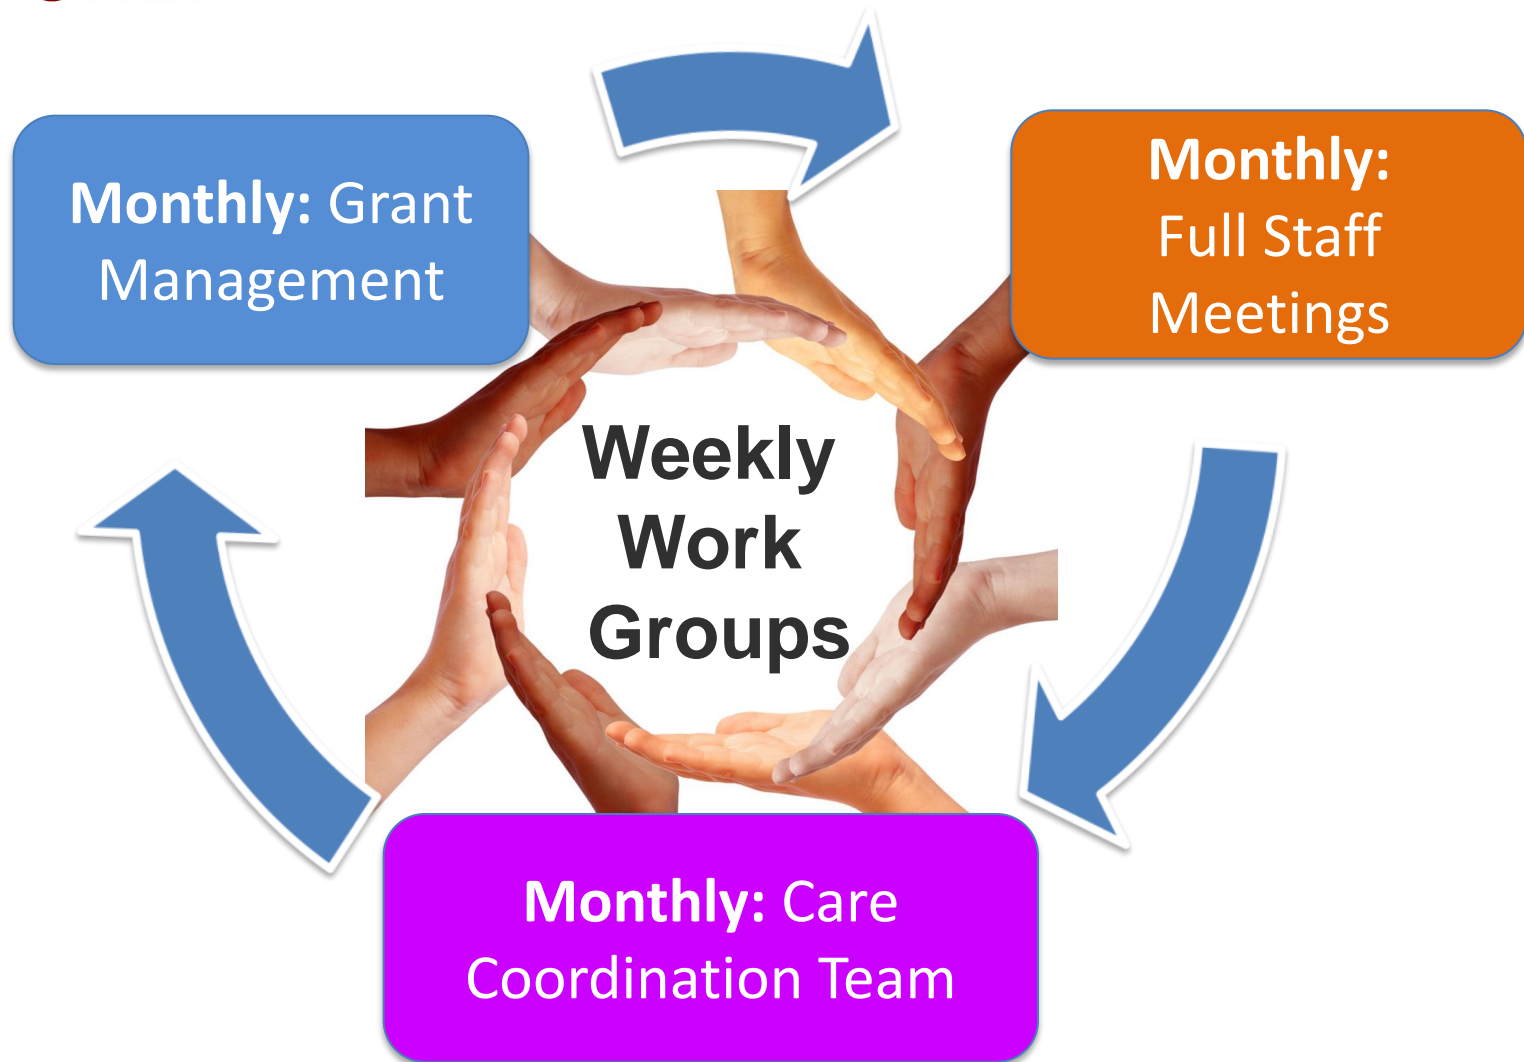 Monthly: Grant
Management
Monthly:
Full Staff
Meetings
Weekly
Work
Groups
Monthly: Care
Coordination Team